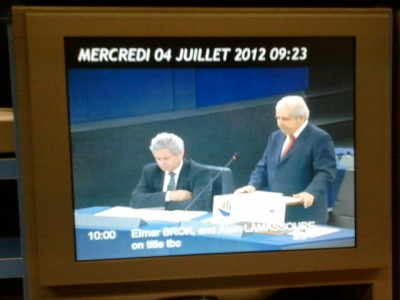 MERCREDI 04 JUILLET 2012 09:23
10:00 Elmar BROK, and Alain LAMASSOURE
on title tbc